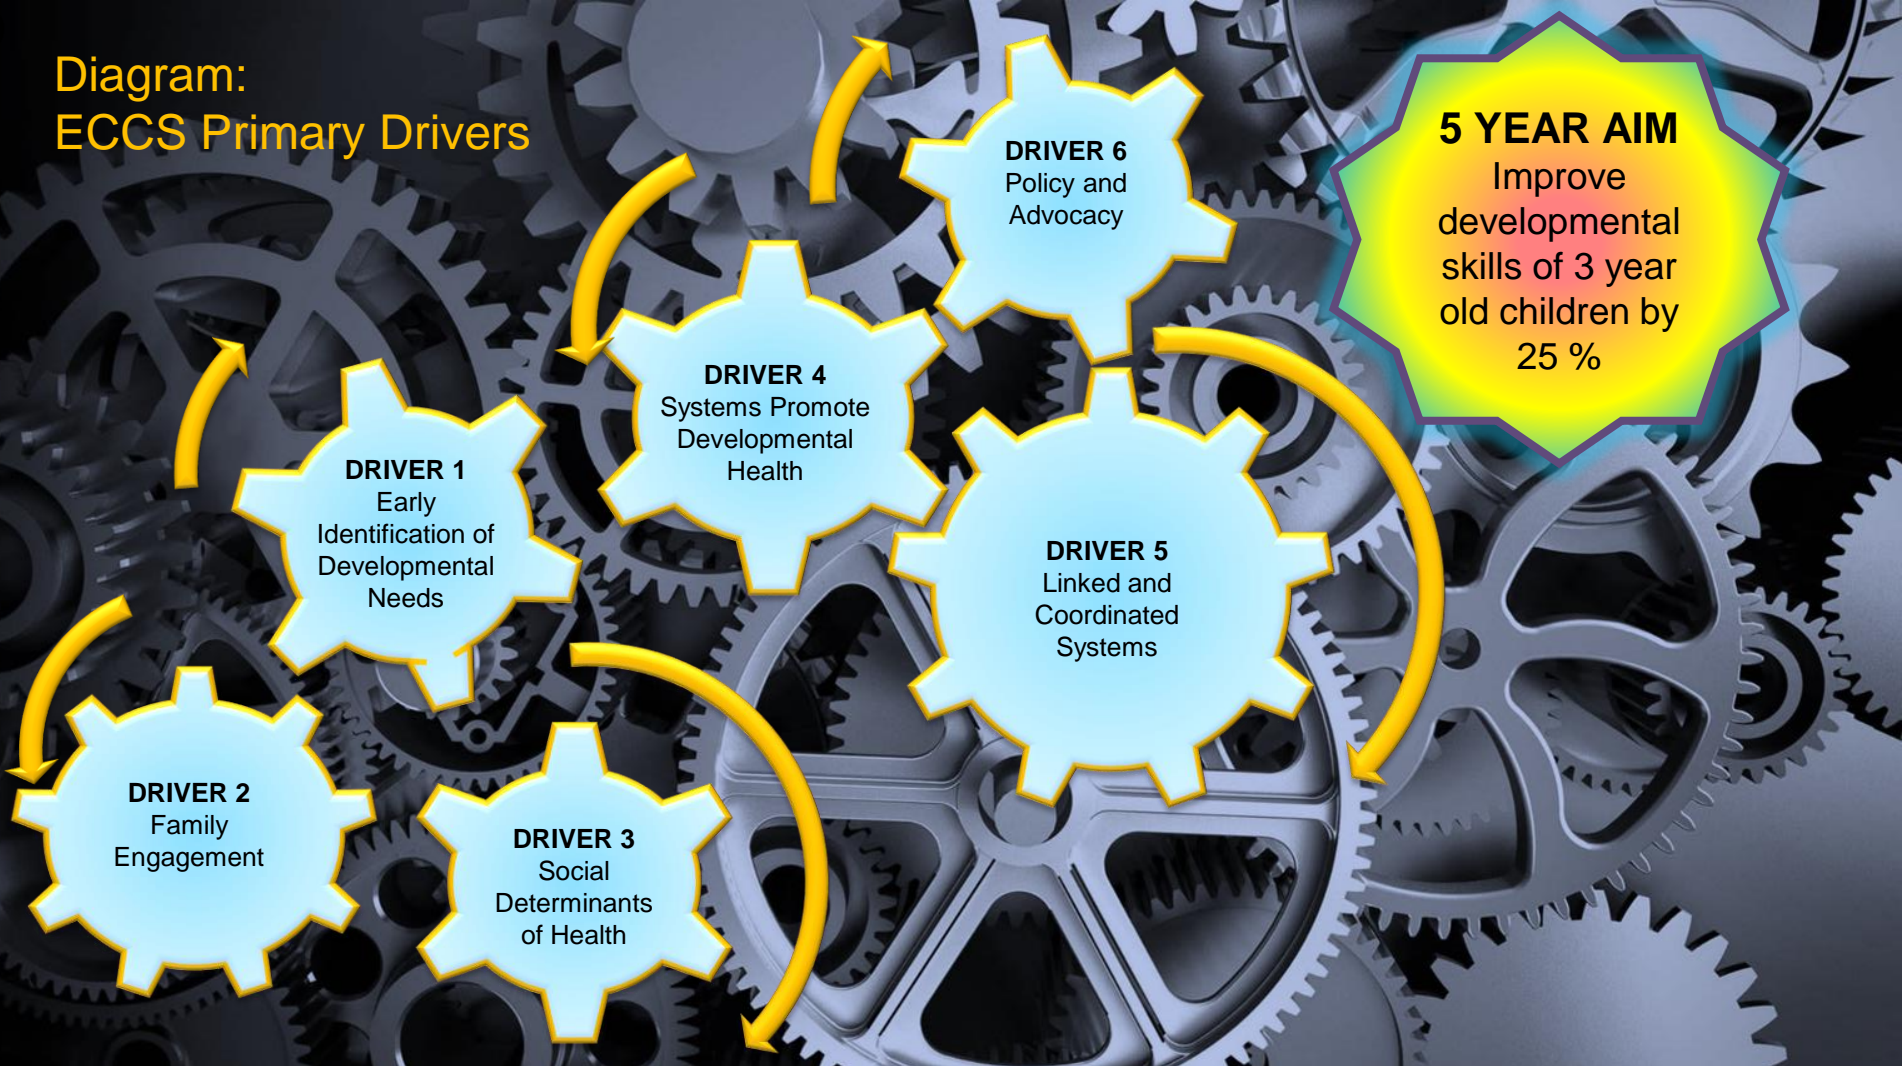 Diagram:
ECCS Primary Drivers
DRIVER 1
Early
Identification of
Developmental
Needs
DRIVER 2
Family
Engagement
DRIVER 3
Social
Determinants
of Health
DRIVER 4
Systems Promote
Developmental
Health
DRIVER 5
Linked and
Coordinated
Systems
DRIVER 6
Policy and
Advocacy
5 YEAR AIM
Improve
developmental
skills of 3 year
old children by
25 %